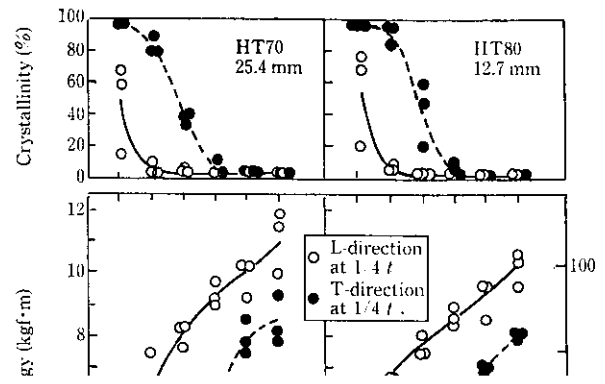 Crystallinity (%)
100
80
60
40
20
0
HT70
25.4 mm
HT80
12.7 mm
12
10
8
gy (kgf·m)
L-direction
at 1 4 t
T-direction
at 1/4 t .
100